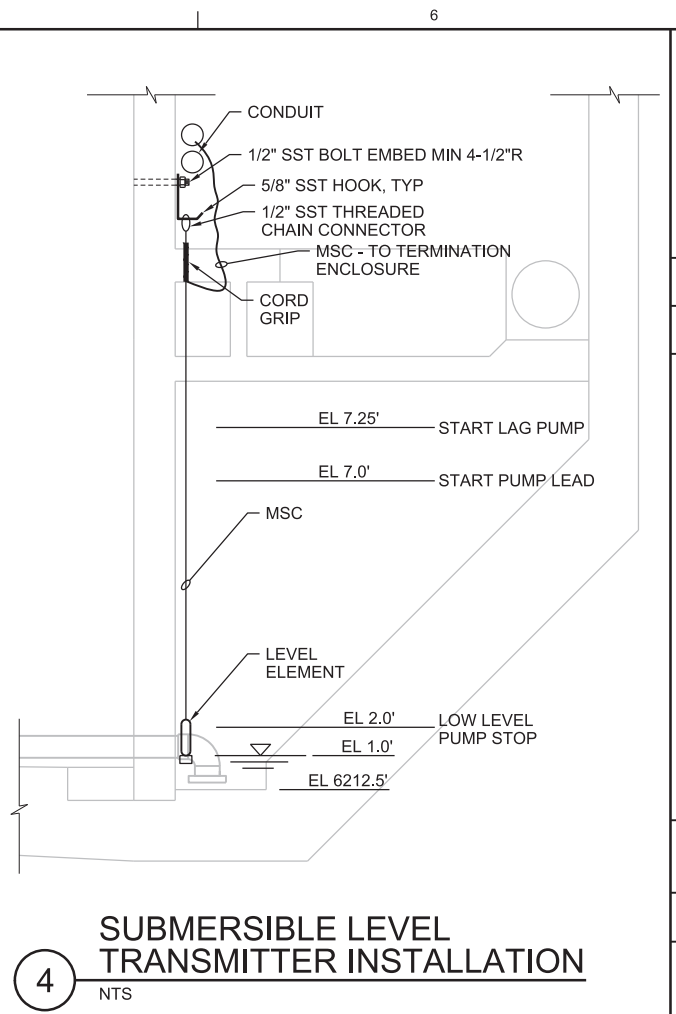 6
CONDUIT
1/2" SST BOLT EMBED MIN 4-1/2"R
5/8" SST HOOK, TYP
1/2" SST THREADED
CHAIN CONNECTOR
MSC - TO TERMINATION
ENCLOSURE
CORD
GRIP
EL 7.25'
START LAG PUMP
EL 7.0'
START PUMP LEAD
MSC
LEVEL
ELEMENT
EL 2.0'
LOW LEVEL
PUMP STOP
EL 1.0'
EL 6212.5'
4
SUBMERSIBLE LEVEL
TRANSMITTER INSTALLATION
NTS